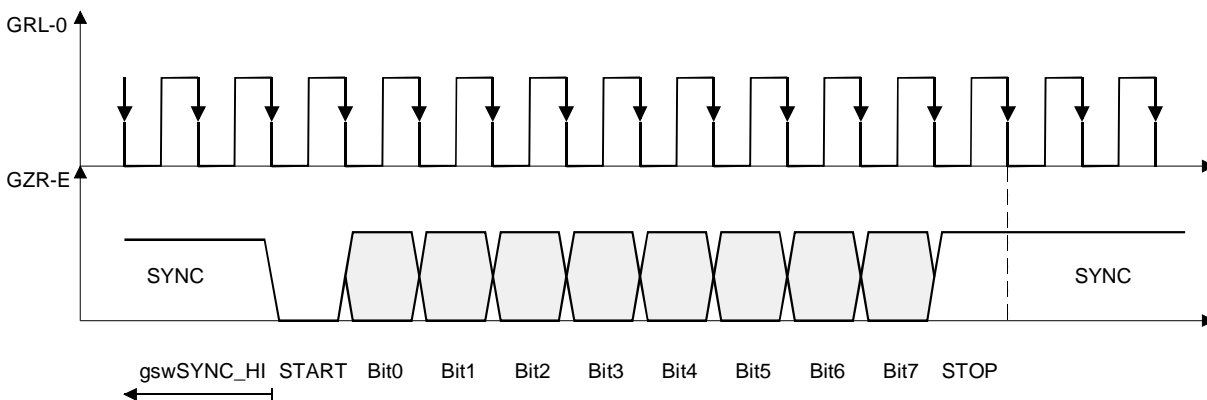 GRL-0
GZR-E
SYNC SYNC
gswSYNC_HI START Bit0 Bit1 Bit2 Bit3 Bit4 Bit5 Bit6 Bit7 STOP